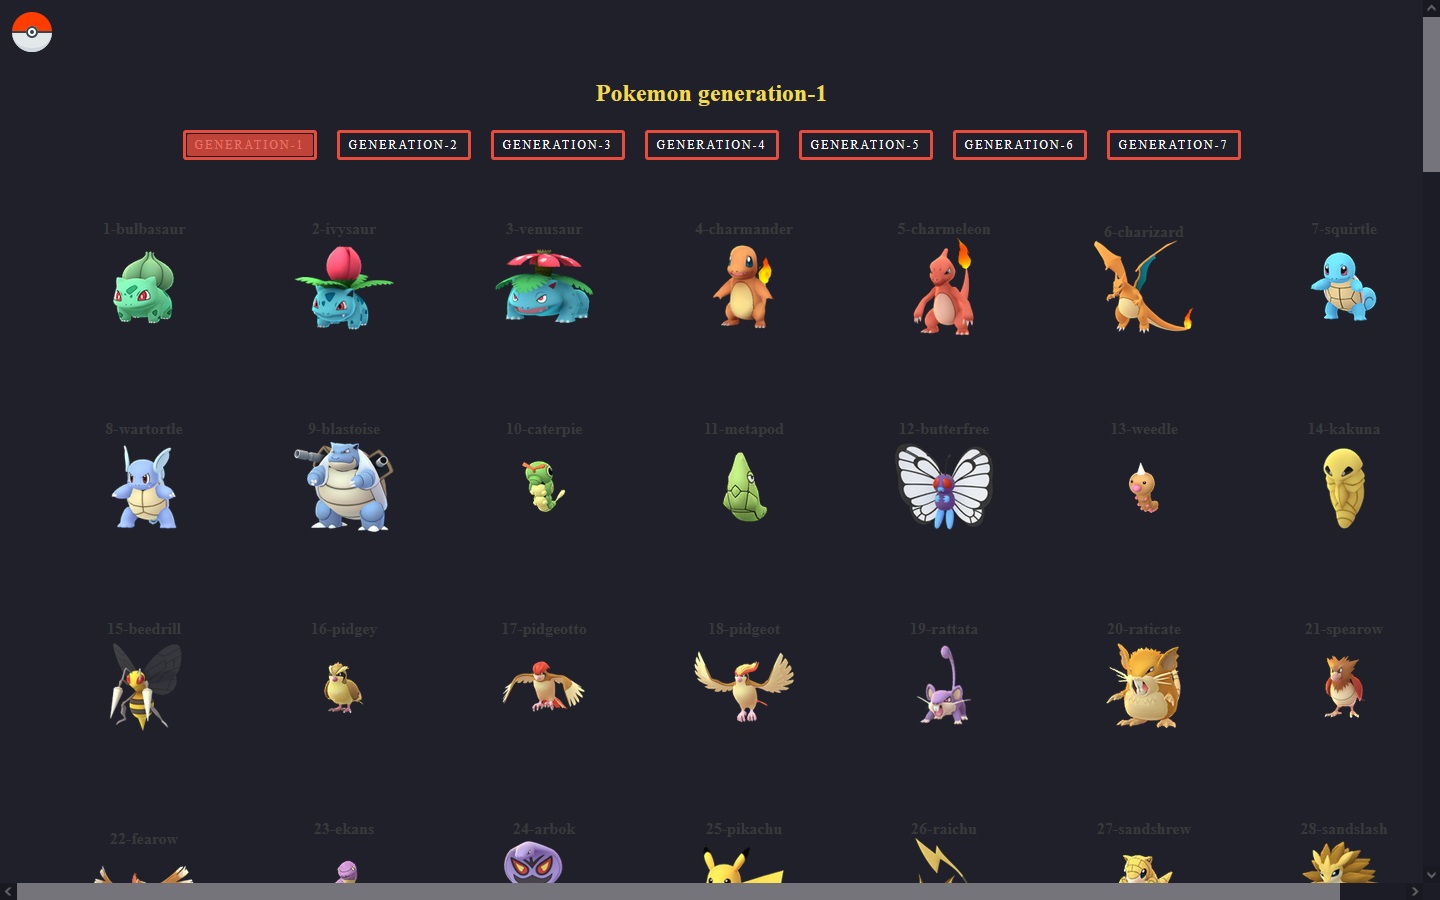 Pokemon generation-1
GENERATION-1 GENERATION-2 GENERATION-3 GENERATION-4 GENERATION-5 GENERATION-6 GENERATION-7
1-bulbasaur 2-ivysaur 3-venusaur 4-charmander 5-charmeleon 6-charizard 7-squirtle
8-wartortle 9-blastoise 10-caterpie 11-metapod 12-butterfree 13-weedle 14-kakuna
15-beedrill 16-pidgey 17-pidgeotto 18-pidgeot 19-rattata 20-raticate 21-spearow
22-fearow 23-ekans 24-arbok 25-pikachu 26-raichu 27-sandshrew 28-sandslash